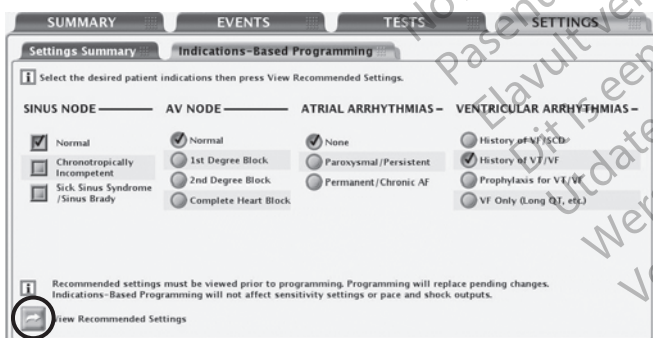 SUMMARY EVENTS TESTS SETTINGS
Settings Summary Indications-Based Programming
i Select the desired patient indications then press View Recommended Settings.
SINUS NODE AV NODE ATRIAL ARRHYTHMIAS VENTRICULAR ARRHYTHMIAS
Normal Normal None History of VF/SCD
Chronotropically Incompetent 1st Degree Block Paroxysmal/Persistent History of VT/VF
Sick Sinus Syndrome /Sinus Brady 2nd Degree Block Permanent/Chronic AF Prophylaxis for VT/VF
Complete Heart Block VF Only (Long QT, etc.)
i Recommended settings must be viewed prior to programming. Programming will replace pending changes.
Indications-Based Programming will not affect sensitivity settings or pace and shock outputs.
View Recommended Settings